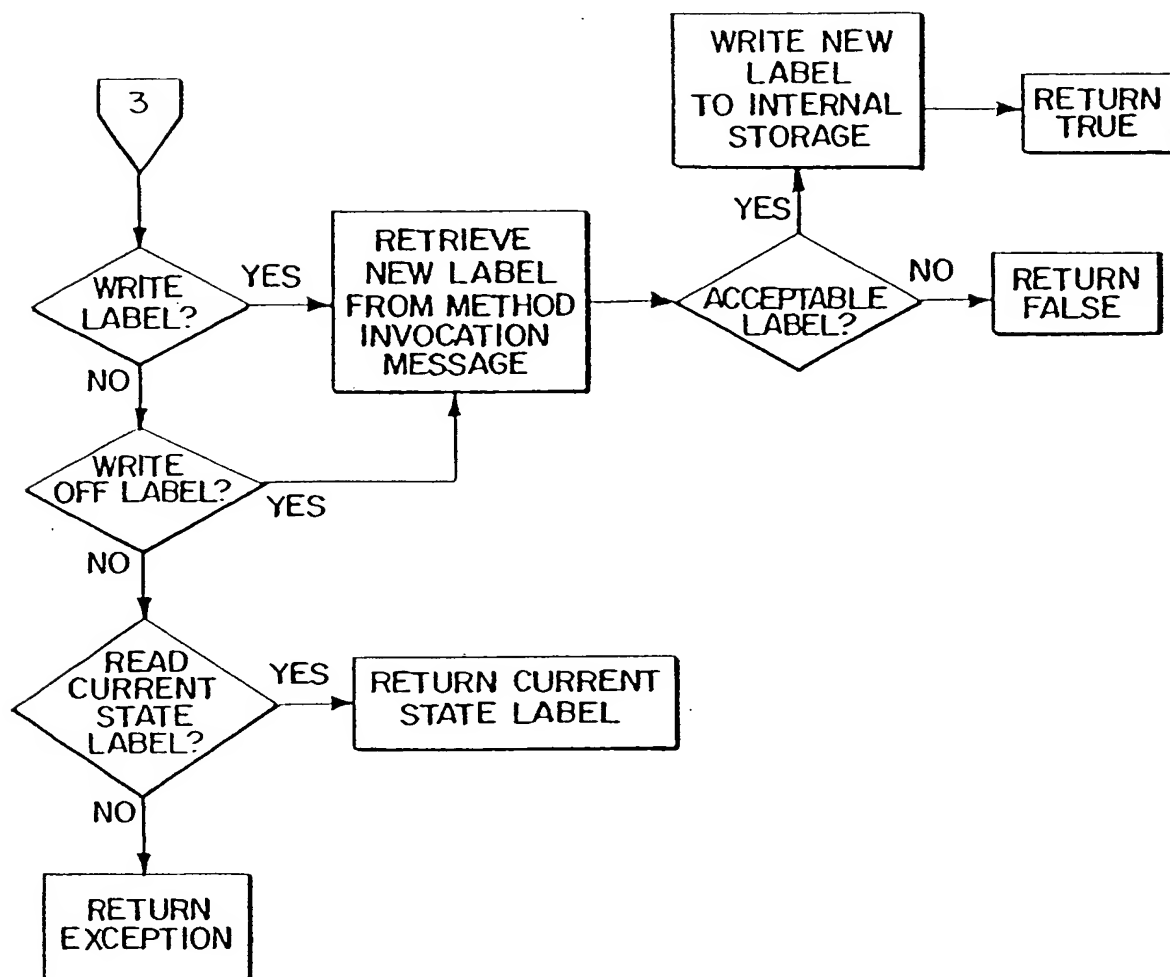 WRITE NEW
LABEL
TO INTERNAL
STORAGE
RETURN
TRUE
3
YES
RETRIEVE
NEW LABEL
FROM METHOD
INVOCATION
MESSAGE
WRITE
LABEL?
YES
ACCEPTABLE
LABEL?
NO
RETURN
FALSE
NO
WRITE
OFF LABEL?
YES
NO
READ
CURRENT
STATE
LABEL?
YES
RETURN CURRENT
STATE LABEL
NO
RETURN
EXCEPTION